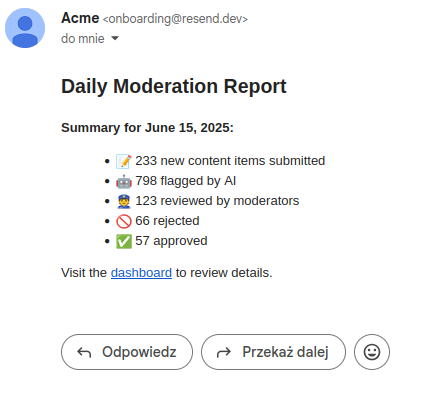 Acme <onboarding@resend.dev>
do mnie
Daily Moderation Report
Summary for June 15, 2025:
• 📝 233 new content items submitted
• 🤖 798 flagged by AI
• 👮 123 reviewed by moderators
• 🚫 66 rejected
• ✅ 57 approved
Visit the dashboard to review details.
Odpowiedz
Przekaż dalej